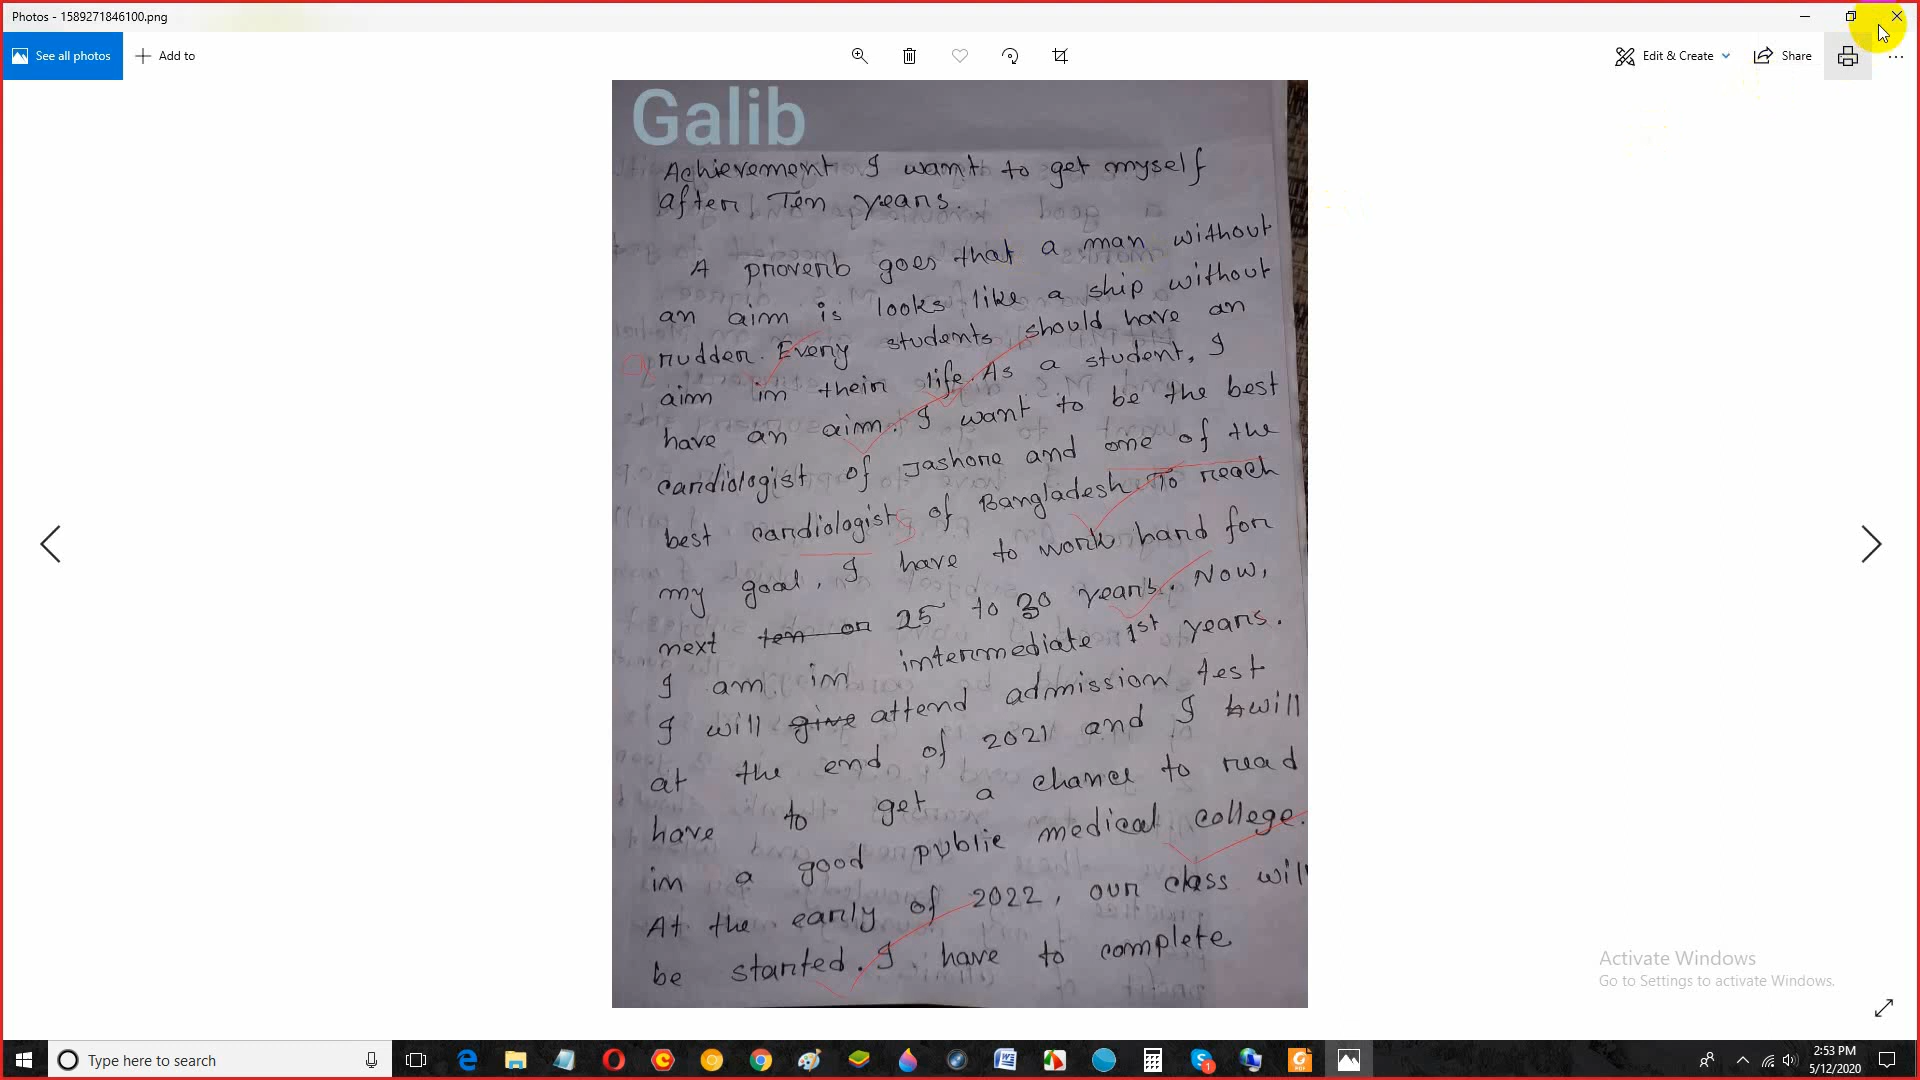 Photos - 1589271846100.png
See all photos
Add to
Edit & Create
Share
Galib
Achievement I want to get myself
after Ten years.
A proverb goes that a man without
an aim is looks like a ship without
a rudder. Every students should have an
aim in their life. As a student, I
have an aim. I want to be the best
cardiologist of Jashore and one of the
best cardiologists of Bangladesh. To reach
my goal, I have to work hard for
next ten or 25 to 30 years. Now,
I am in intermediate 1st years.
I will give attend admission test
at the end of 2021 and I will
have to get a chance to read
in a good public medical college.
At the early of 2022, our class will
be started. I have to complete
Activate Windows
Go to Settings to activate Windows.
Type here to search
1
2:53 PM
5/12/2020